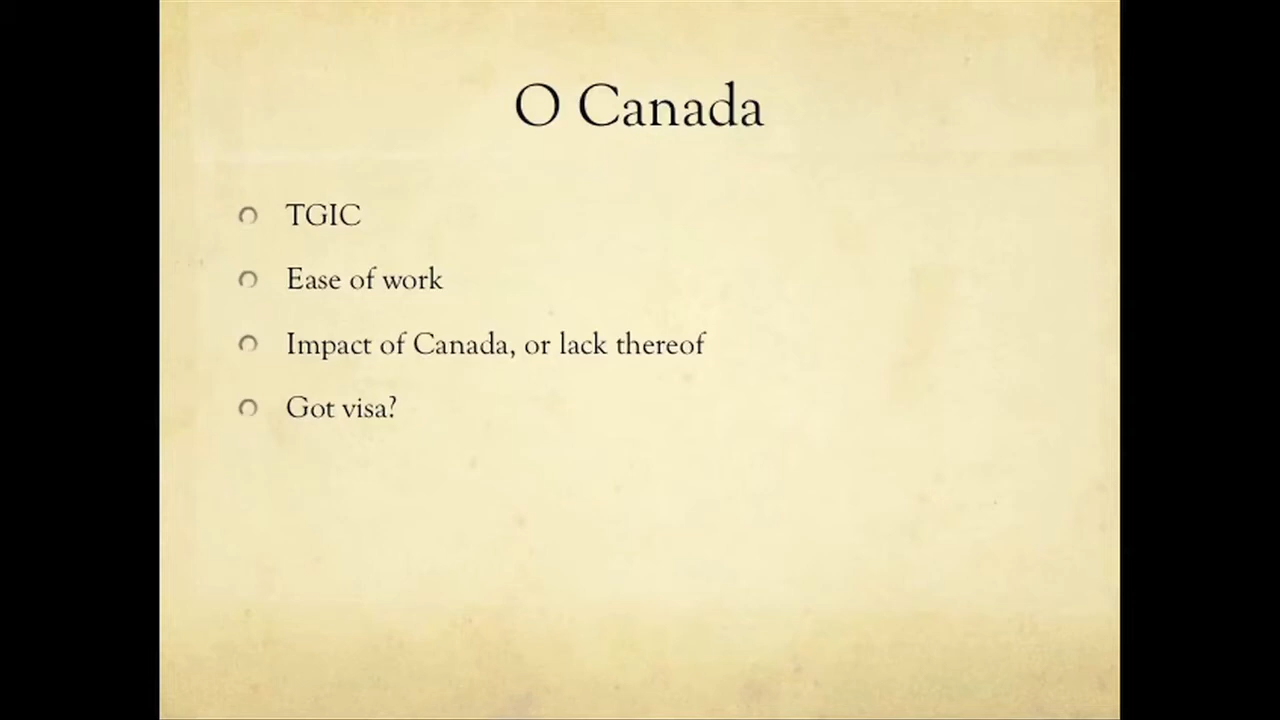 O Canada
TGIC
Ease of work
Impact of Canada, or lack thereof
Got visa?